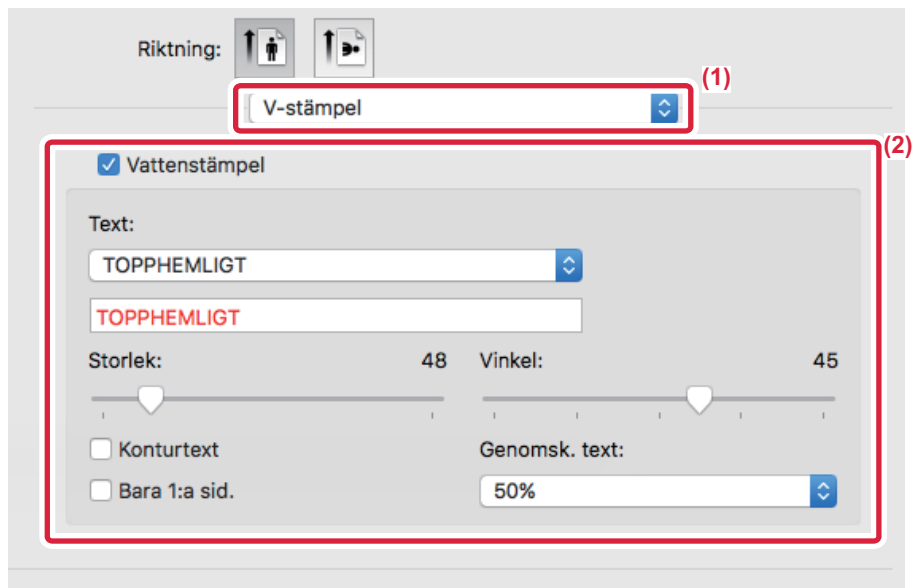 Riktning:
(1)
V-stämpel
(2)
Vattenstämpel
Text:
TOPPHEMLIGT
TOPPHEMLIGT
Storlek: 48 Vinkel: 45
Konturtext Genomsk. text:
Bara 1:a sid. 50%